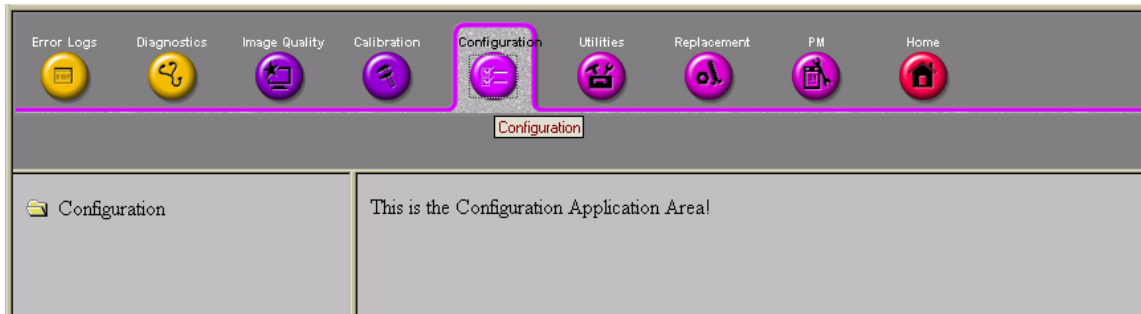 Error Logs Diagnostics Image Quality Calibration Configuration Utilities Replacement PM Home
Configuration
Configuration
This is the Configuration Application Area!